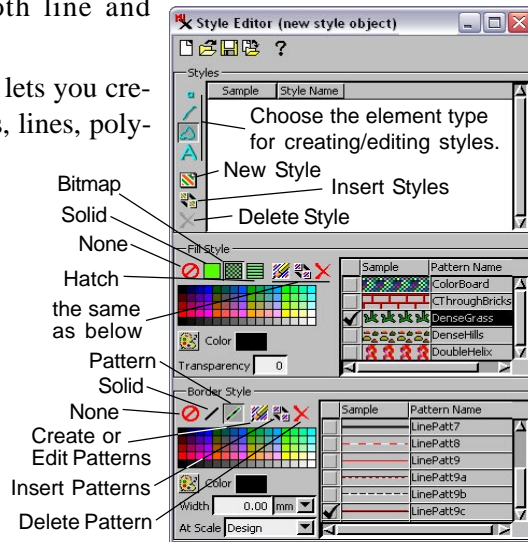 oth line and
lets you cre-
s, lines, poly-
Style Editor (new style object)
?
Styles
Sample Style Name
Choose the element type
for creating/editing styles.
New Style
Insert Styles
Delete Style
Bitmap
Solid
None
Hatch
the same
as below
Fill Style
Color
Transparency 0
Sample Pattern Name
ColorBoard
CThroughBricks
DenseGrass
DenseHills
DoubleHelix
Pattern
Solid
None
Create or
Edit Patterns
Insert Patterns
Delete Pattern
Border Style
Color
Width 0.00 mm
At Scale Design
Sample Pattern Name
LinePatt7
LinePatt8
LinePatt9
LinePatt9a
LinePatt9b
LinePatt9c